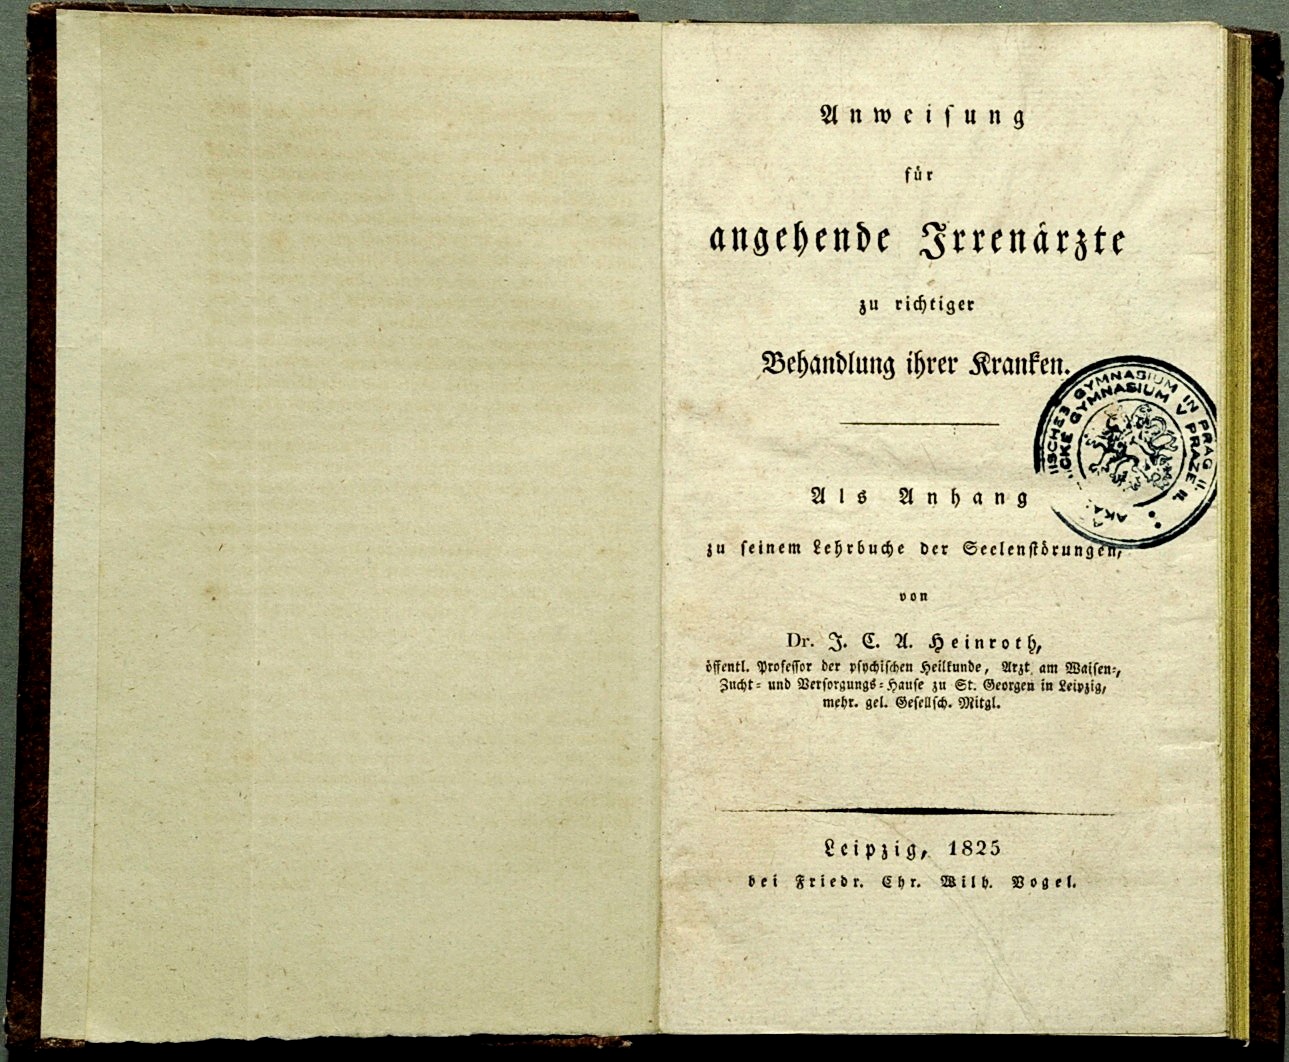 Anweiſung
für
angehende Irrenärzte
zu richtiger
Behandlung ihrer Kranken.
Als Anhang
zu ſeinem Lehrbuche der Seelenſtörungen,
von
Dr. J. C. A. Heinroth,
öffentl. Profeſſor der pſychiſchen Heilkunde, Arzt am Waiſen-,
Zucht- und Verſorgungs-Hauſe zu St. Georgen in Leipzig,
mehr. gel. Geſellſch. Mitgl.
Leipzig, 1825
bei Friedr. Chr. Wilh. Vogel.
GYMNASIUM IN PRAG II.
GYMNASIUM V PRAZE II.